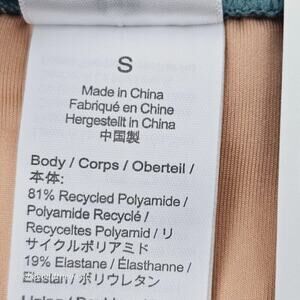 S
Made in China
Fabriqué en Chine
Hergestellt in China
中国製
Body / Corps / Oberteil /
本体:
81% Recycled Polyamide /
Polyamide Recyclé /
Recyceltes Polyamid / リ
サイクルポリアミド
19% Elastane / Élasthanne /
Elastan / ポリウレタン